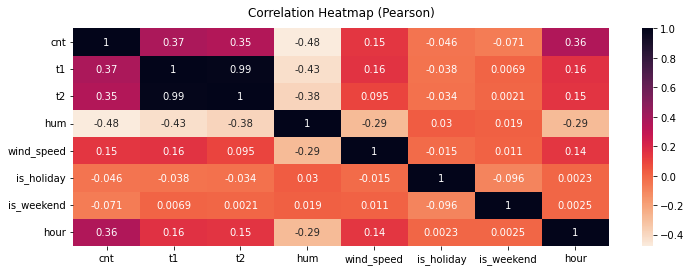 Correlation Heatmap (Pearson)
cnt 1 0.37 0.35 -0.48 0.15 -0.046 -0.071 0.36
t1 0.37 1 0.99 -0.43 0.16 -0.038 0.0069 0.16
t2 0.35 0.99 1 -0.38 0.095 -0.034 0.0021 0.15
hum -0.48 -0.43 -0.38 1 -0.29 0.03 0.019 -0.29
wind_speed 0.15 0.16 0.095 -0.29 1 -0.015 0.011 0.14
is_holiday -0.046 -0.038 -0.034 0.03 -0.015 1 -0.096 0.0023
is_weekend -0.071 0.0069 0.0021 0.019 0.011 -0.096 1 0.0025
hour 0.36 0.16 0.15 -0.29 0.14 0.0023 0.0025 1
cnt t1 t2 hum wind_speed is_holiday is_weekend hour
1.0
0.8
0.6
0.4
0.2
0.0
−0.2
−0.4